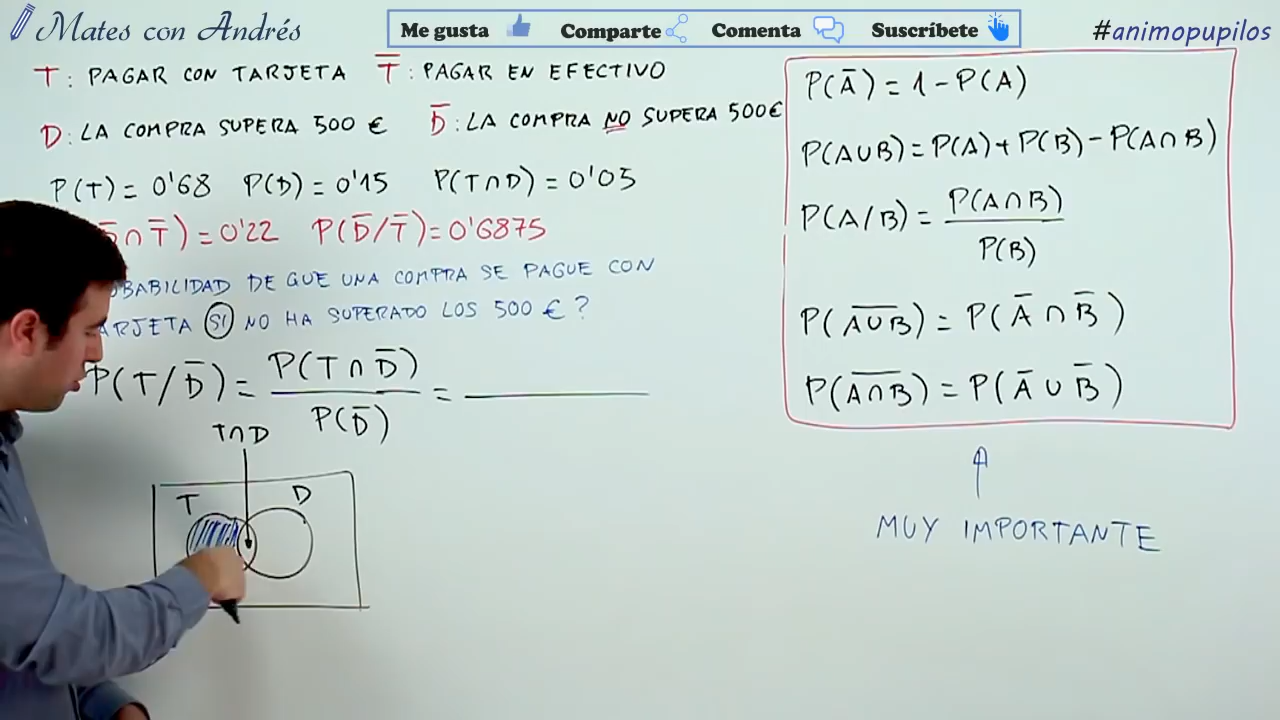 Mates con Andrés
Me gusta Comparte Comenta Suscríbete
#animopupilos
T: PAGAR CON TARJETA T̅: PAGAR EN EFECTIVO
D: LA COMPRA SUPERA 500 € D̅: LA COMPRA NO SUPERA 500€
P(T) = 0'68 P(D) = 0'15 P(T∩D) = 0'05
∩ T̅) = 0'22 P(D̅/T̅) = 0'6875
DE QUE UNA COMPRA SE PAGUE CON
SI NO HA SUPERADO LOS 500 € ?
P(T/D̅) = P(T∩D̅) / P(D̅) =
T∩D
T D
P(A̅) = 1 - P(A)
P(A∪B) = P(A) + P(B) - P(A∩B)
P(A/B) = P(A∩B) / P(B)
P(A̅∪̅B̅) = P(A̅ ∩ B̅)
P(A̅∩̅B̅) = P(A̅ ∪ B̅)
MUY IMPORTANTE